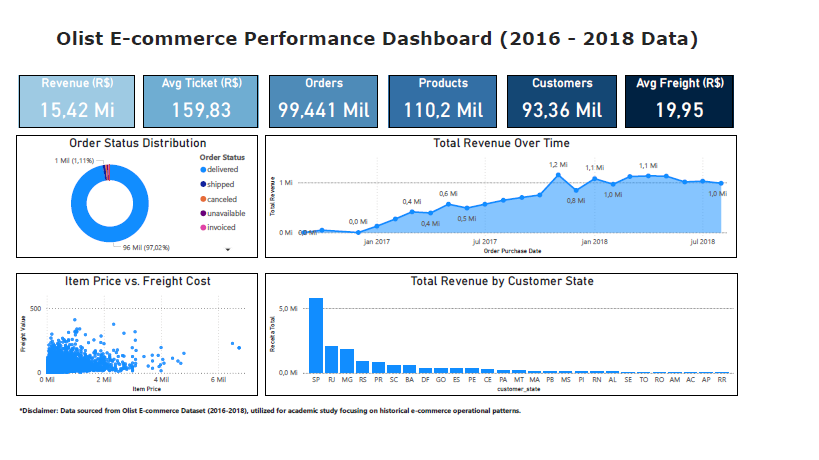 Olist E-commerce Performance Dashboard (2016 - 2018 Data)
Revenue (R$)
15,42 Mi
Avg Ticket (R$)
159,83
Orders
99,441 Mil
Products
110,2 Mil
Customers
93,36 Mil
Avg Freight (R$)
19,95
Order Status Distribution
1 Mil (1,11%)
96 Mil (97,02%)
Order Status
delivered
shipped
canceled
unavailable
invoiced
Total Revenue Over Time
Total Revenue
1 Mi
0 Mi
0,0 Mi
0,4 Mi
0,4 Mi
0,6 Mi
0,5 Mi
1,2 Mi
0,8 Mi
1,1 Mi
1,0 Mi
1,1 Mi
1,0 Mi
jan 2017 jul 2017 jan 2018 jul 2018
Order Purchase Date
Item Price vs. Freight Cost
Freight Value
500
0
0 Mil 2 Mil 4 Mil 6 Mil
Item Price
Total Revenue by Customer State
Receita Total
5,0 Mi
0,0 Mi
SP RJ MG RS PR SC BA DF GO ES PE CE PA MT MA PB MS PI RN AL SE TO RO AM AC AP RR
customer_state
*Disclaimer: Data sourced from Olist E-commerce Dataset (2016-2018), utilized for academic study focusing on historical e-commerce operational patterns.